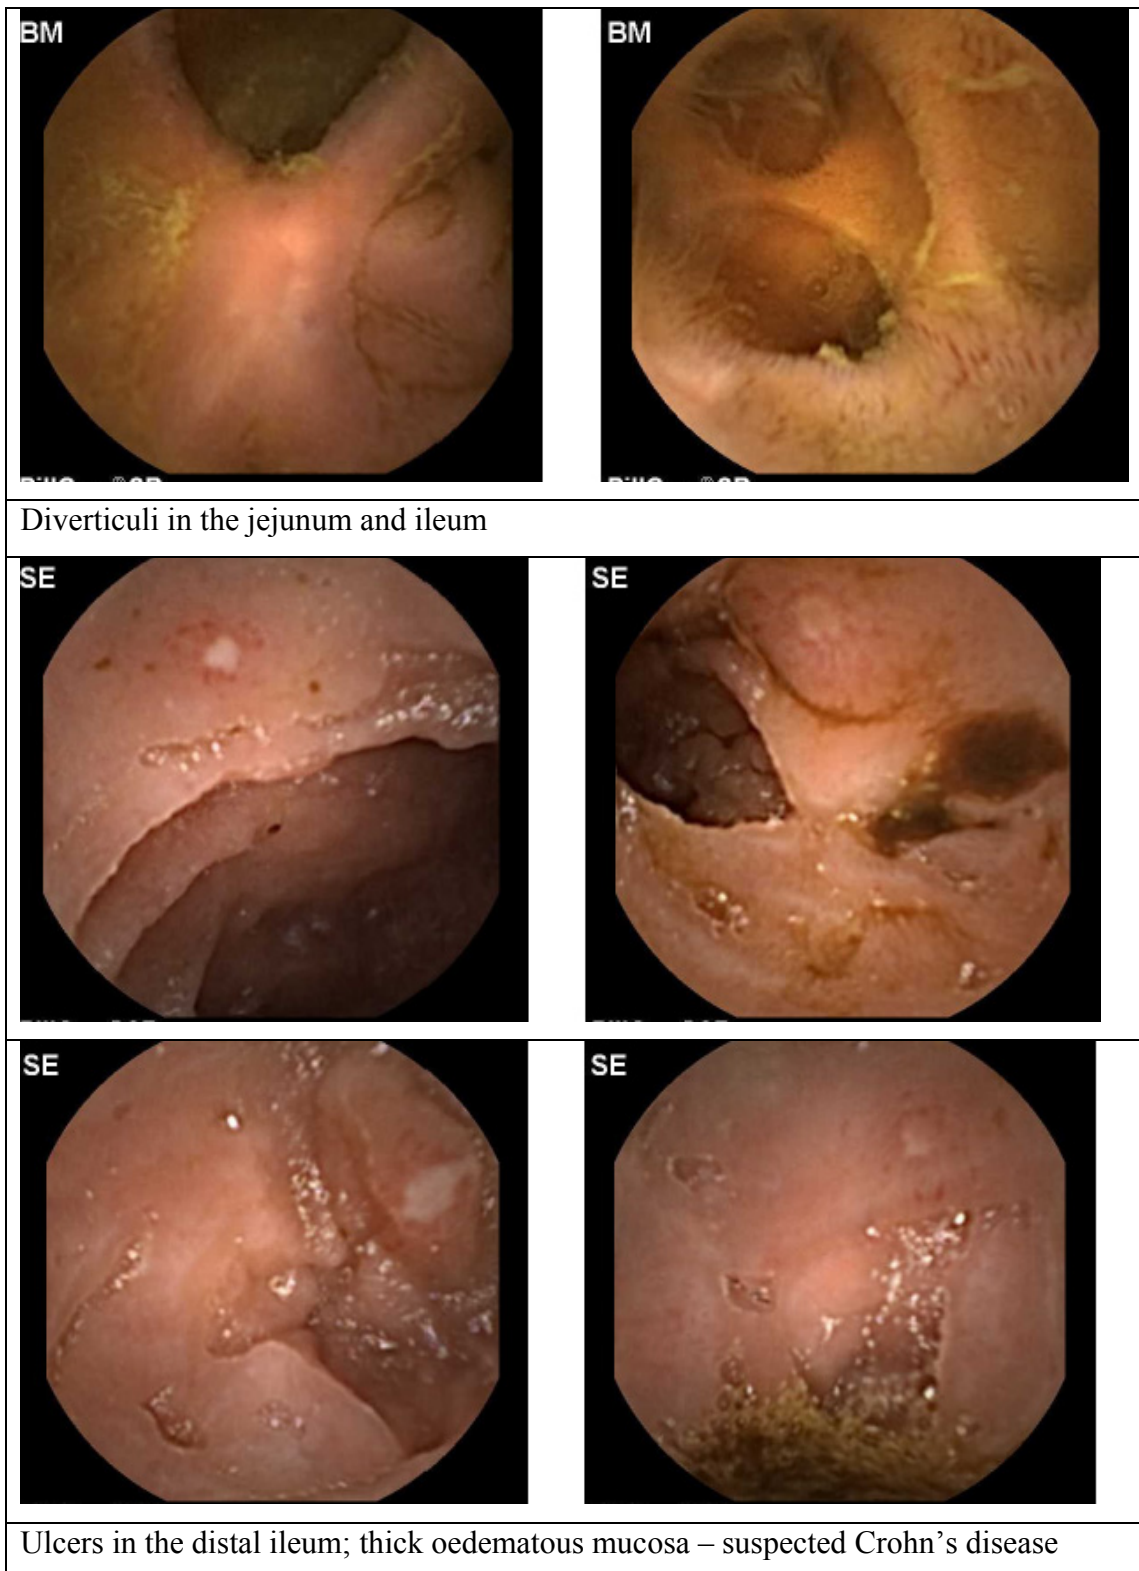 BM BM
Diverticuli in the jejunum and ileum
SE SE
SE SE
Ulcers in the distal ileum; thick oedematous mucosa – suspected Crohn’s disease